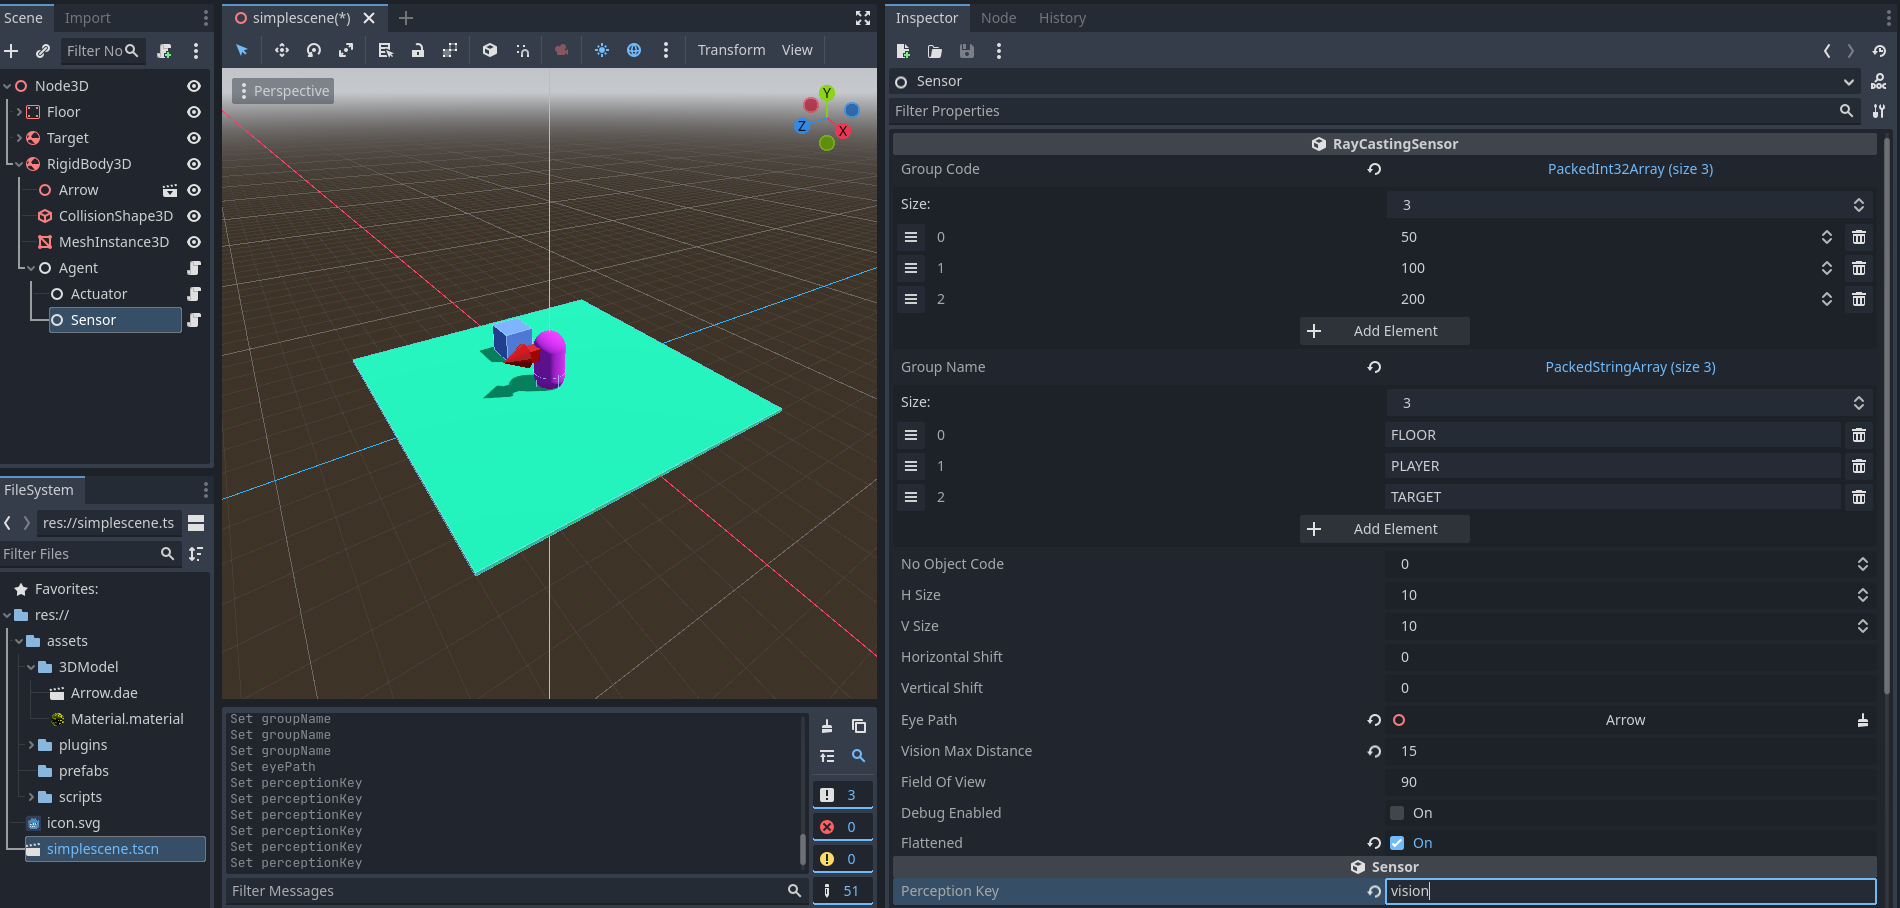 Scene Import
Filter No
Node3D
Floor
Target
RigidBody3D
Arrow
CollisionShape3D
MeshInstance3D
Agent
Actuator
Sensor
FileSystem
res://simplescene.ts
Filter Files
Favorites:
res://
assets
3DModel
Arrow.dae
Material.material
plugins
prefabs
scripts
icon.svg
simplescene.tscn
simplescene(*)
Transform View
Perspective
Y
Z
X
Set groupName
Set groupName
Set groupName
Set eyePath
Set perceptionKey
Set perceptionKey
Set perceptionKey
Set perceptionKey
Set perceptionKey
Set perceptionKey
Filter Messages
3
0
0
51
Inspector Node History
Sensor
Filter Properties
RayCastingSensor
Group Code PackedInt32Array (size 3)
Size: 3
0 50
1 100
2 200
Add Element
Group Name PackedStringArray (size 3)
Size: 3
0 FLOOR
1 PLAYER
2 TARGET
Add Element
No Object Code 0
H Size 10
V Size 10
Horizontal Shift 0
Vertical Shift 0
Eye Path Arrow
Vision Max Distance 15
Field Of View 90
Debug Enabled On
Flattened On
Sensor
Perception Key vision